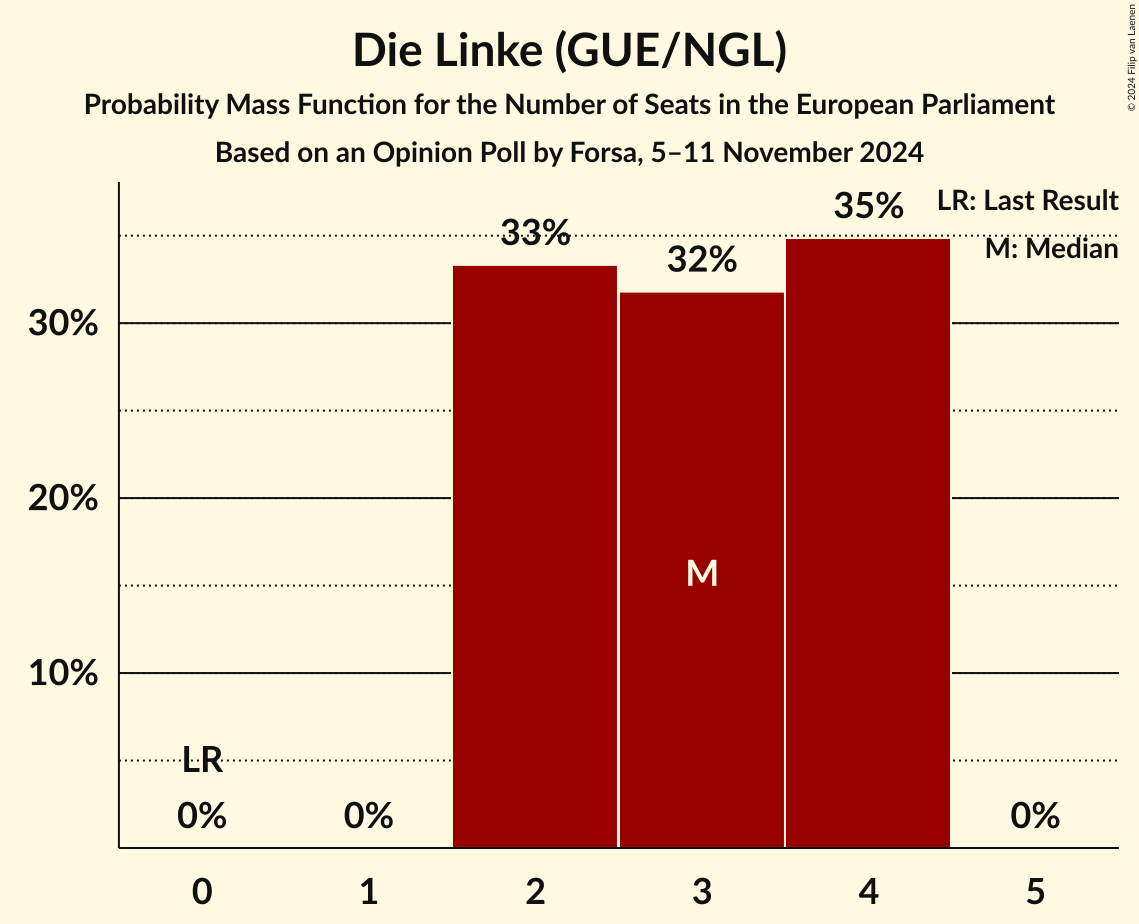 Die Linke (GUE/NGL)
Probability Mass Function for the Number of Seats in the European Parliament
Based on an Opinion Poll by Forsa, 5–11 November 2024
© 2024 Filip van Laenen
LR: Last Result
M: Median
35%
33%
32%
30%
20%
M
10%
LR
0%
0%
0%
0
1
2
3
4
5